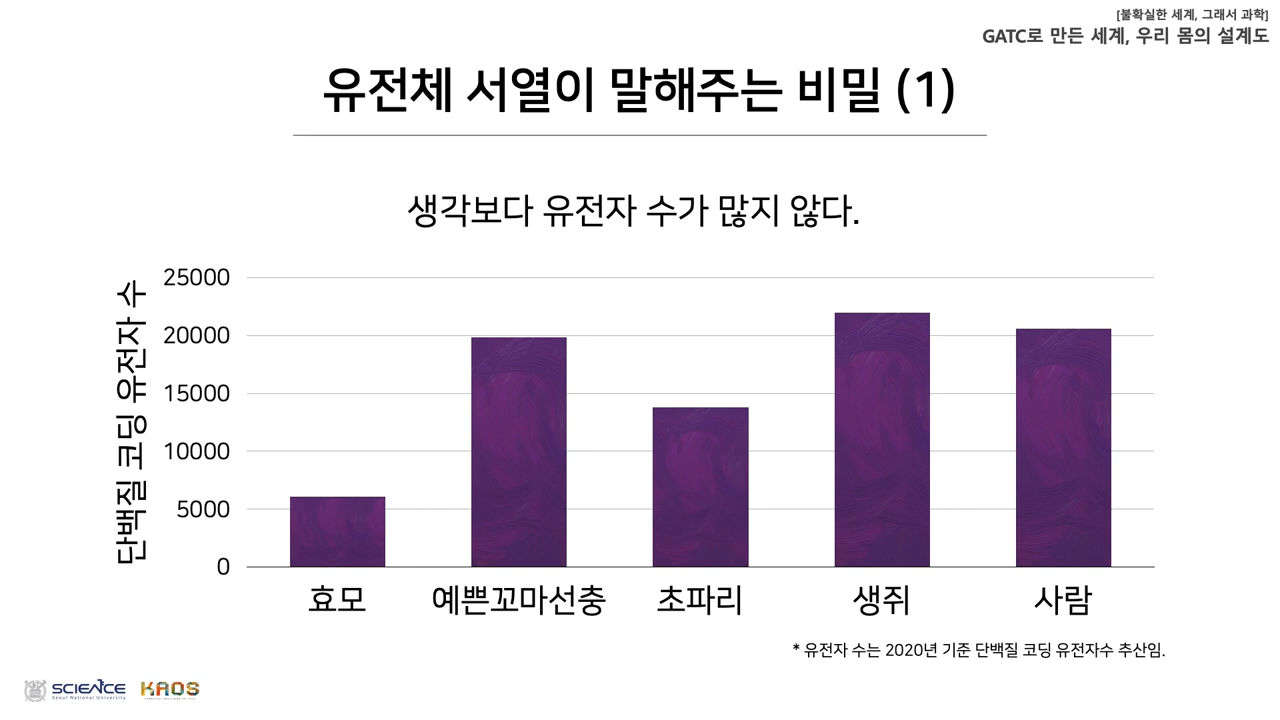 [불확실한 세계, 그래서 과학]
GATC로 만든 세계, 우리 몸의 설계도
유전체 서열이 말해주는 비밀 (1)
생각보다 유전자 수가 많지 않다.
단백질 코딩 유전자 수
25000
20000
15000
10000
5000
0
효모 예쁜꼬마선충 초파리 생쥐 사람
* 유전자 수는 2020년 기준 단백질 코딩 유전자수 추산임.
SCIENCE
Seoul National University
KAOS